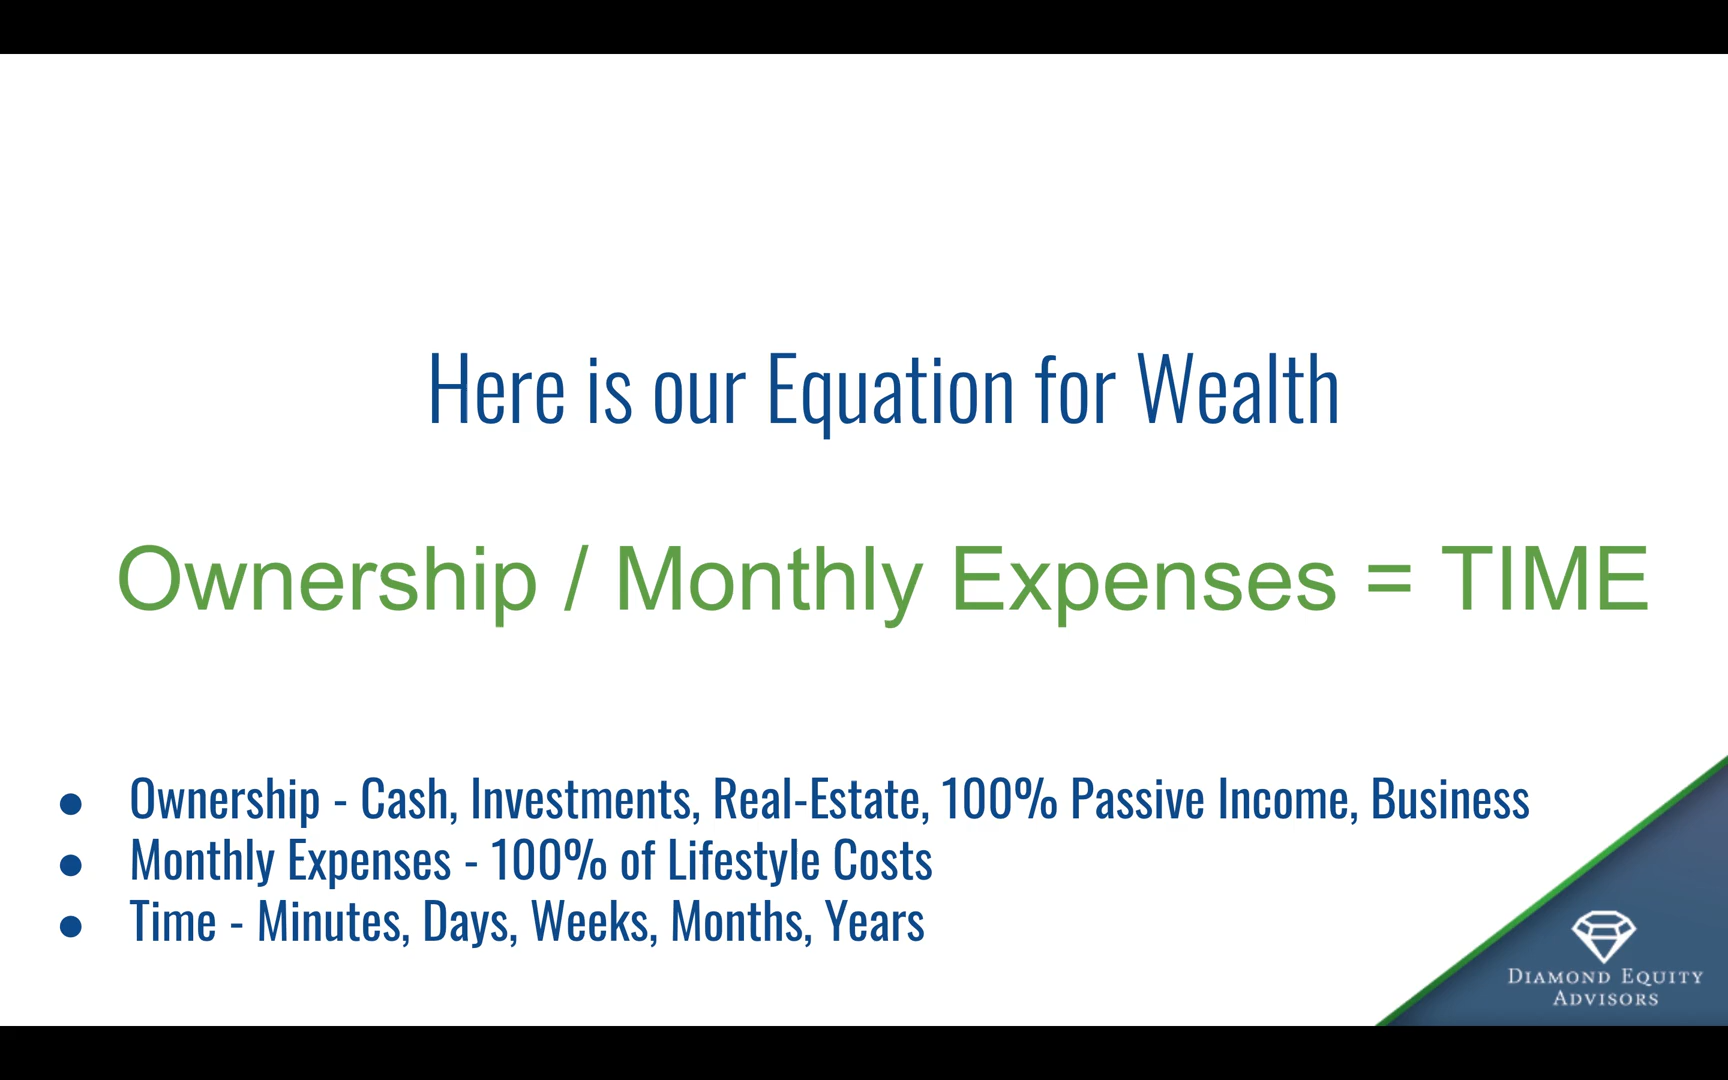 Here is our Equation for Wealth
Ownership / Monthly Expenses = TIME
● Ownership - Cash, Investments, Real-Estate, 100% Passive Income, Business
● Monthly Expenses - 100% of Lifestyle Costs
● Time - Minutes, Days, Weeks, Months, Years
DIAMOND EQUITY
ADVISORS